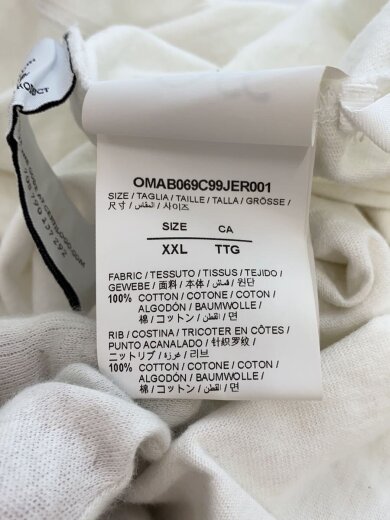 OMAB069C99JER001
SIZE / TAGLIA / TAILLE / TALLA / GRÖSSE /
尺寸 / المقاس / 사이즈
SIZE CA
XXL TTG
FABRIC / TESSUTO / TISSUS / TEJIDO /
GEWEBE / 面料 / 本体 / قماش / 원단
100% COTTON / COTONE / COTON /
ALGODÓN / BAUMWOLLE /
棉 / コットン / القطن / 면
RIB / COSTINA / TRICOTER EN CÔTES /
PUNTO ACANALADO / 针织罗纹 /
ニットリブ / غرزة / 리브
100% COTTON / COTONE / COTON /
ALGODÓN / BAUMWOLLE /
棉 / コットン / القطن / 면